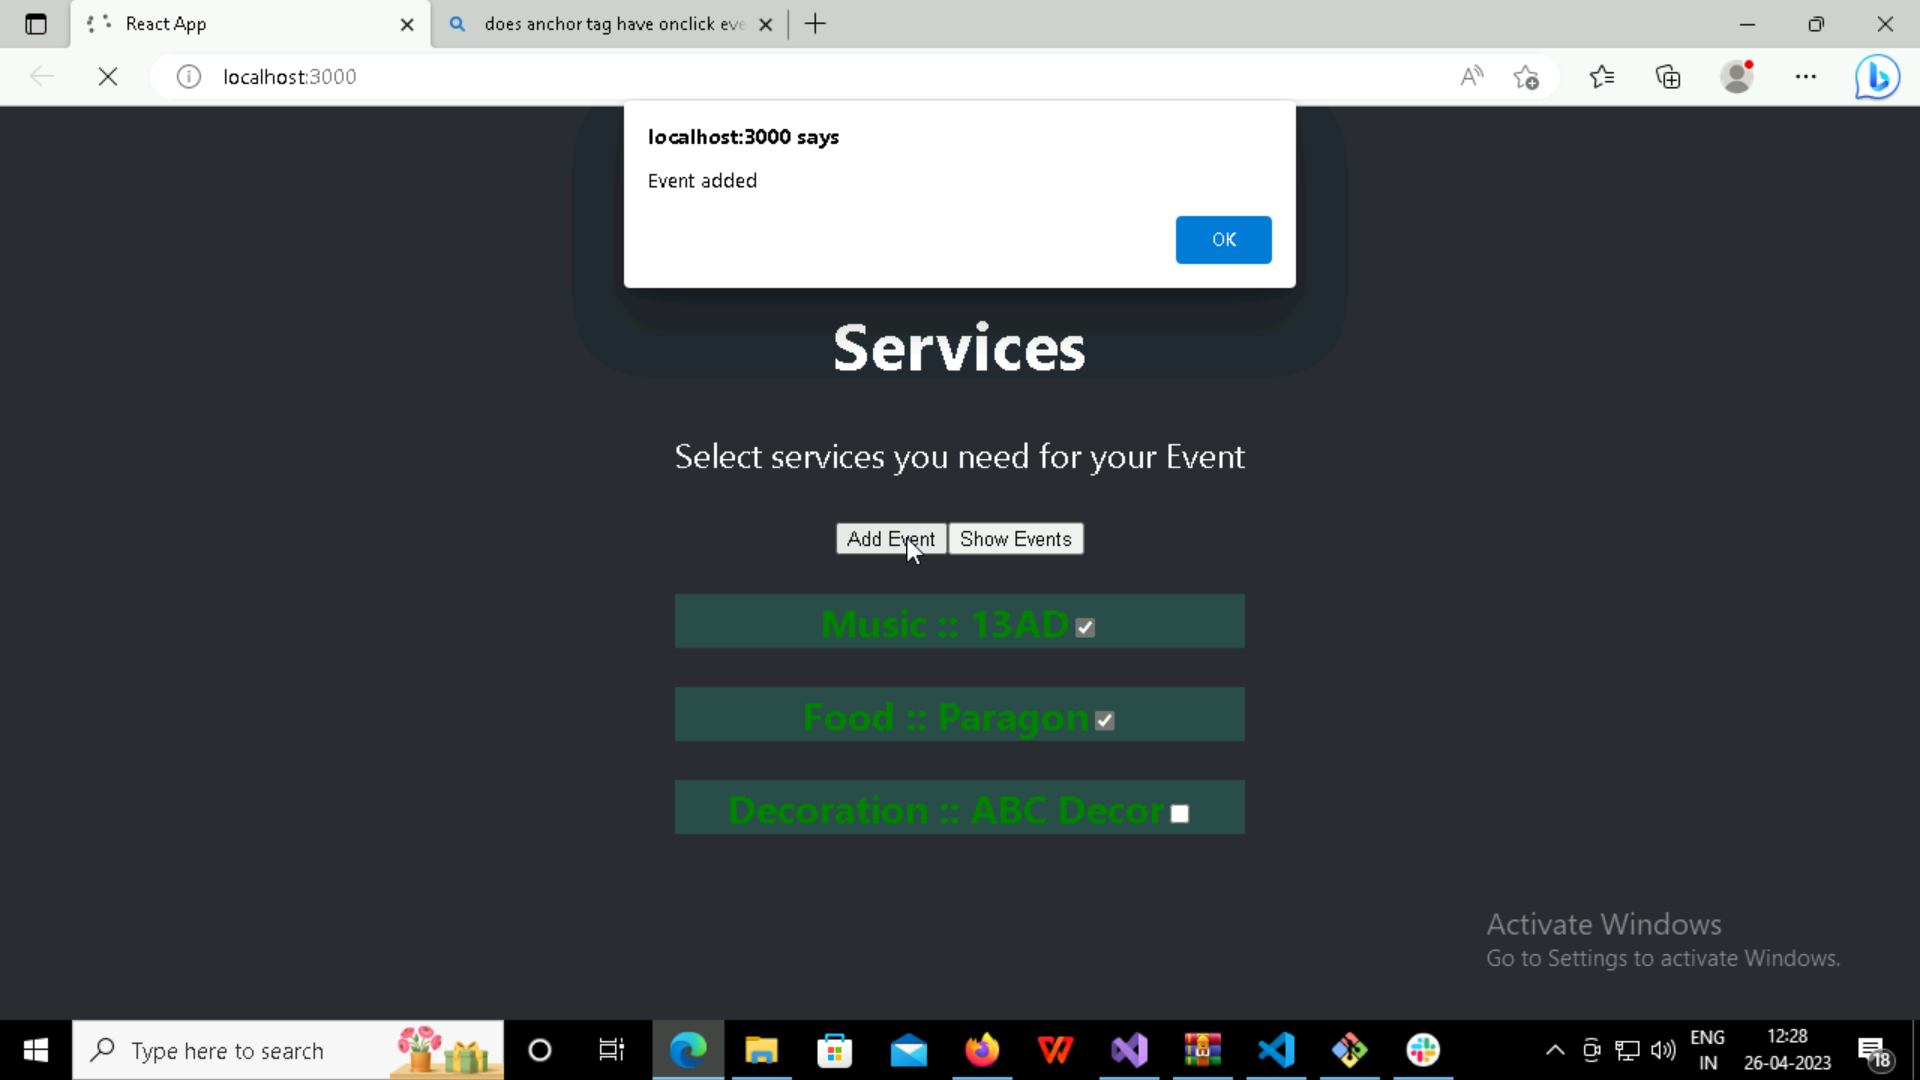 React App
does anchor tag have onclick eve
localhost:3000
localhost:3000 says
Event added
OK
Services
Select services you need for your Event
Add Event
Show Events
Music :: 13AD
Food :: Paragon
Decoration :: ABC Decor
Activate Windows
Go to Settings to activate Windows.
Type here to search
ENG
IN
12:28
26-04-2023
18